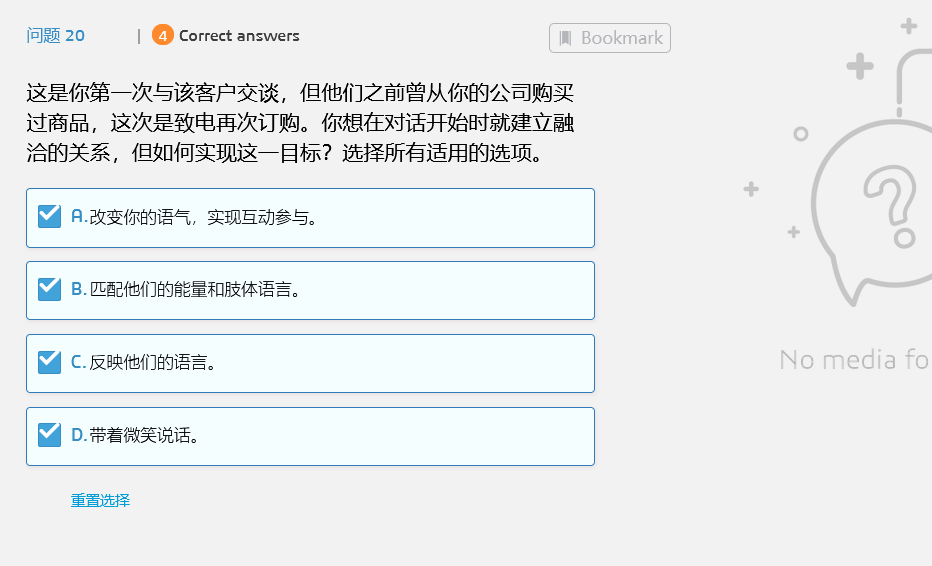 问题 20 | 4 Correct answers
Bookmark
这是你第一次与该客户交谈，但他们之前曾从你的公司购买
过商品，这次是致电再次订购。你想在对话开始时就建立融
洽的关系，但如何实现这一目标？选择所有适用的选项。
A.改变你的语气，实现互动参与。
B.匹配他们的能量和肢体语言。
C.反映他们的语言。
D.带着微笑说话。
重置选择
?
No media fo